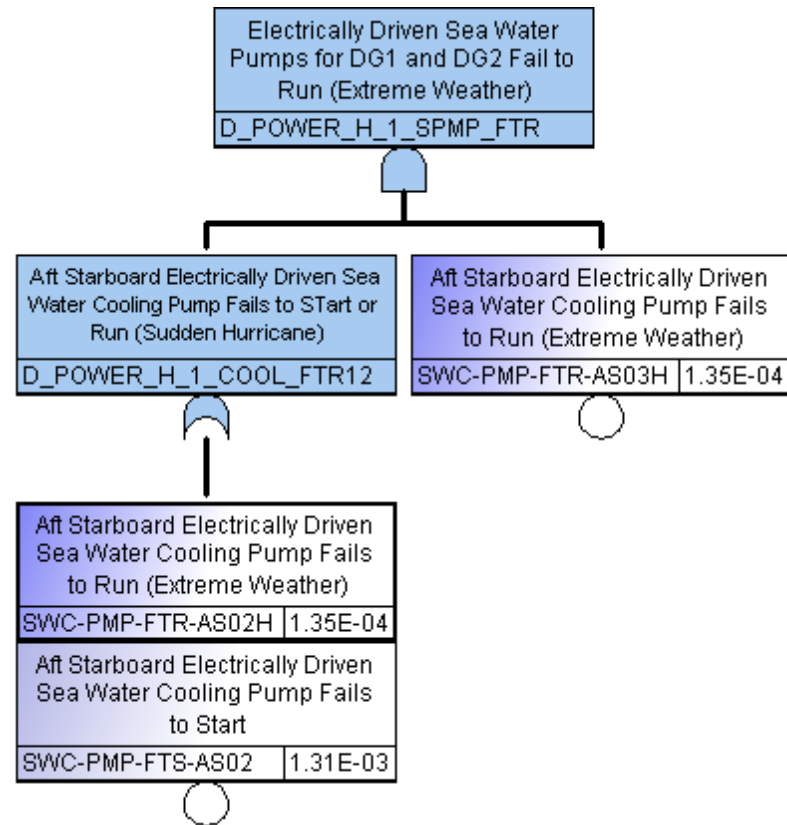 Electrically Driven Sea Water
Pumps for DG1 and DG2 Fail to
Run (Extreme Weather)
D_POWER_H_1_SPMP_FTR
Aft Starboard Electrically Driven Sea
Water Cooling Pump Fails to STart or
Run (Sudden Hurricane)
D_POWER_H_1_COOL_FTR12
Aft Starboard Electrically Driven
Sea Water Cooling Pump Fails
to Run (Extreme Weather)
SWC-PMP-FTR-AS03H 1.35E-04
Aft Starboard Electrically Driven
Sea Water Cooling Pump Fails
to Run (Extreme Weather)
SWC-PMP-FTR-AS02H 1.35E-04
Aft Starboard Electrically Driven
Sea Water Cooling Pump Fails
to Start
SWC-PMP-FTS-AS02 1.31E-03